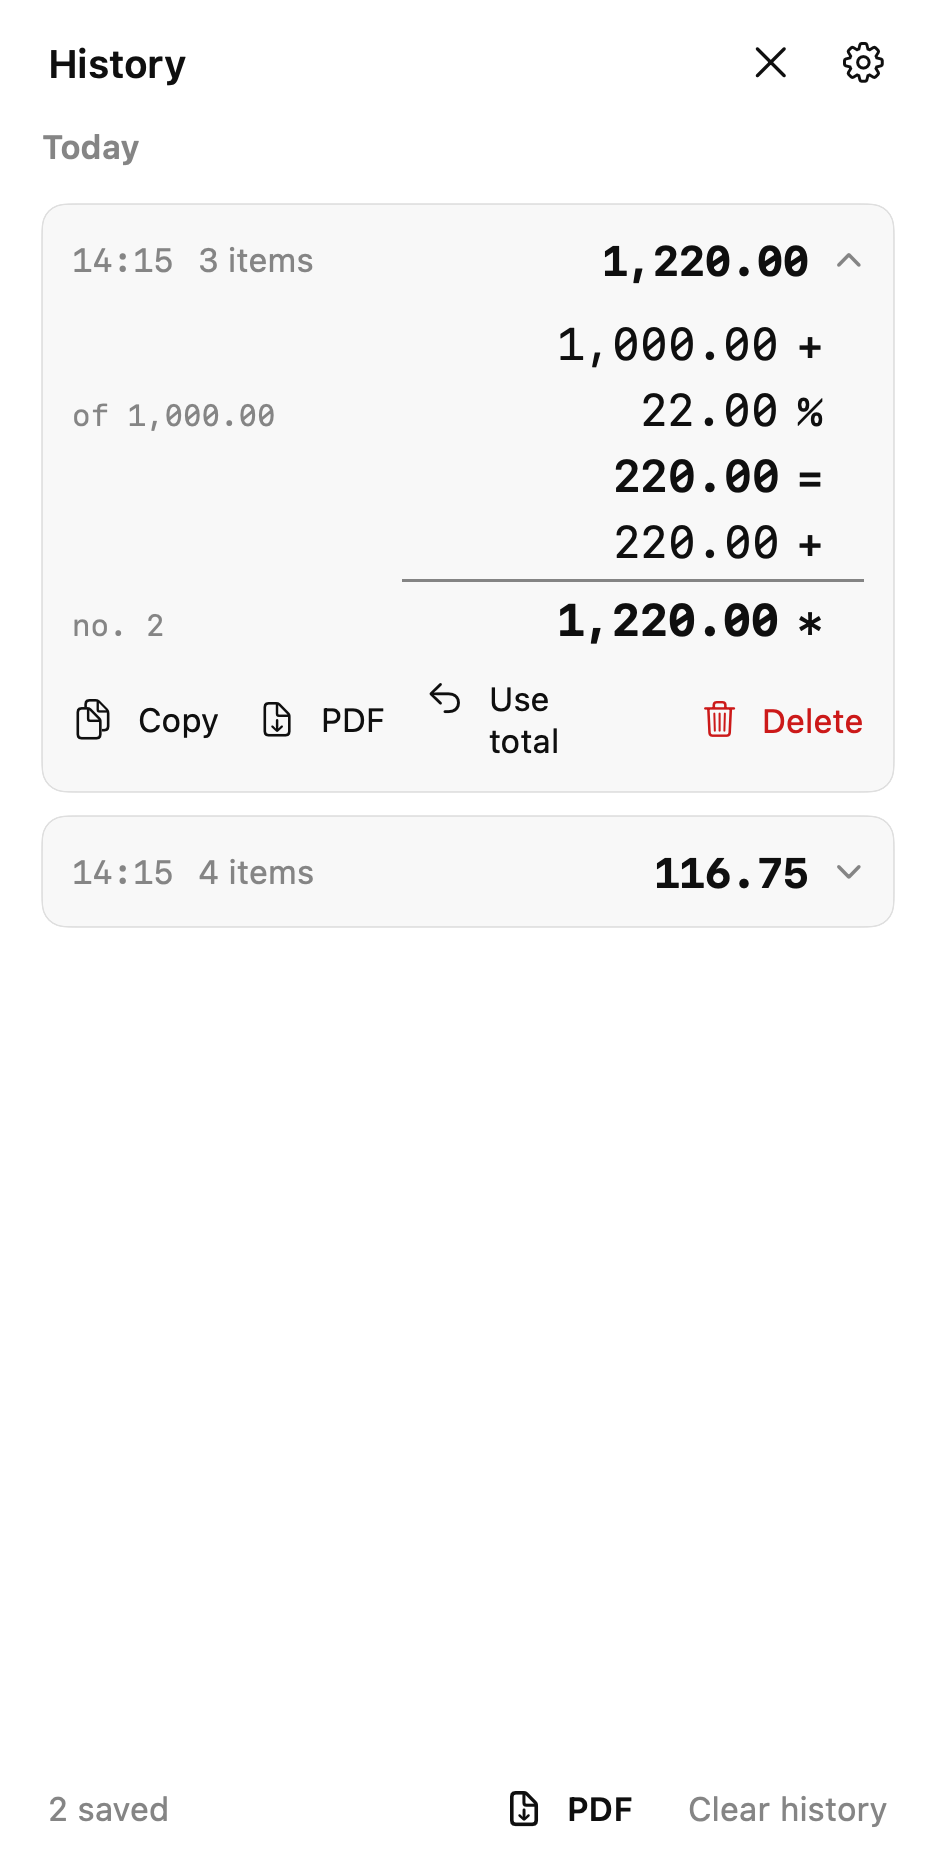 History
Today
14:15 3 items 1,220.00
1,000.00 +
of 1,000.00 22.00 %
220.00 =
220.00 +
no. 2 1,220.00 *
Copy PDF Use total Delete
14:15 4 items 116.75
2 saved PDF Clear history